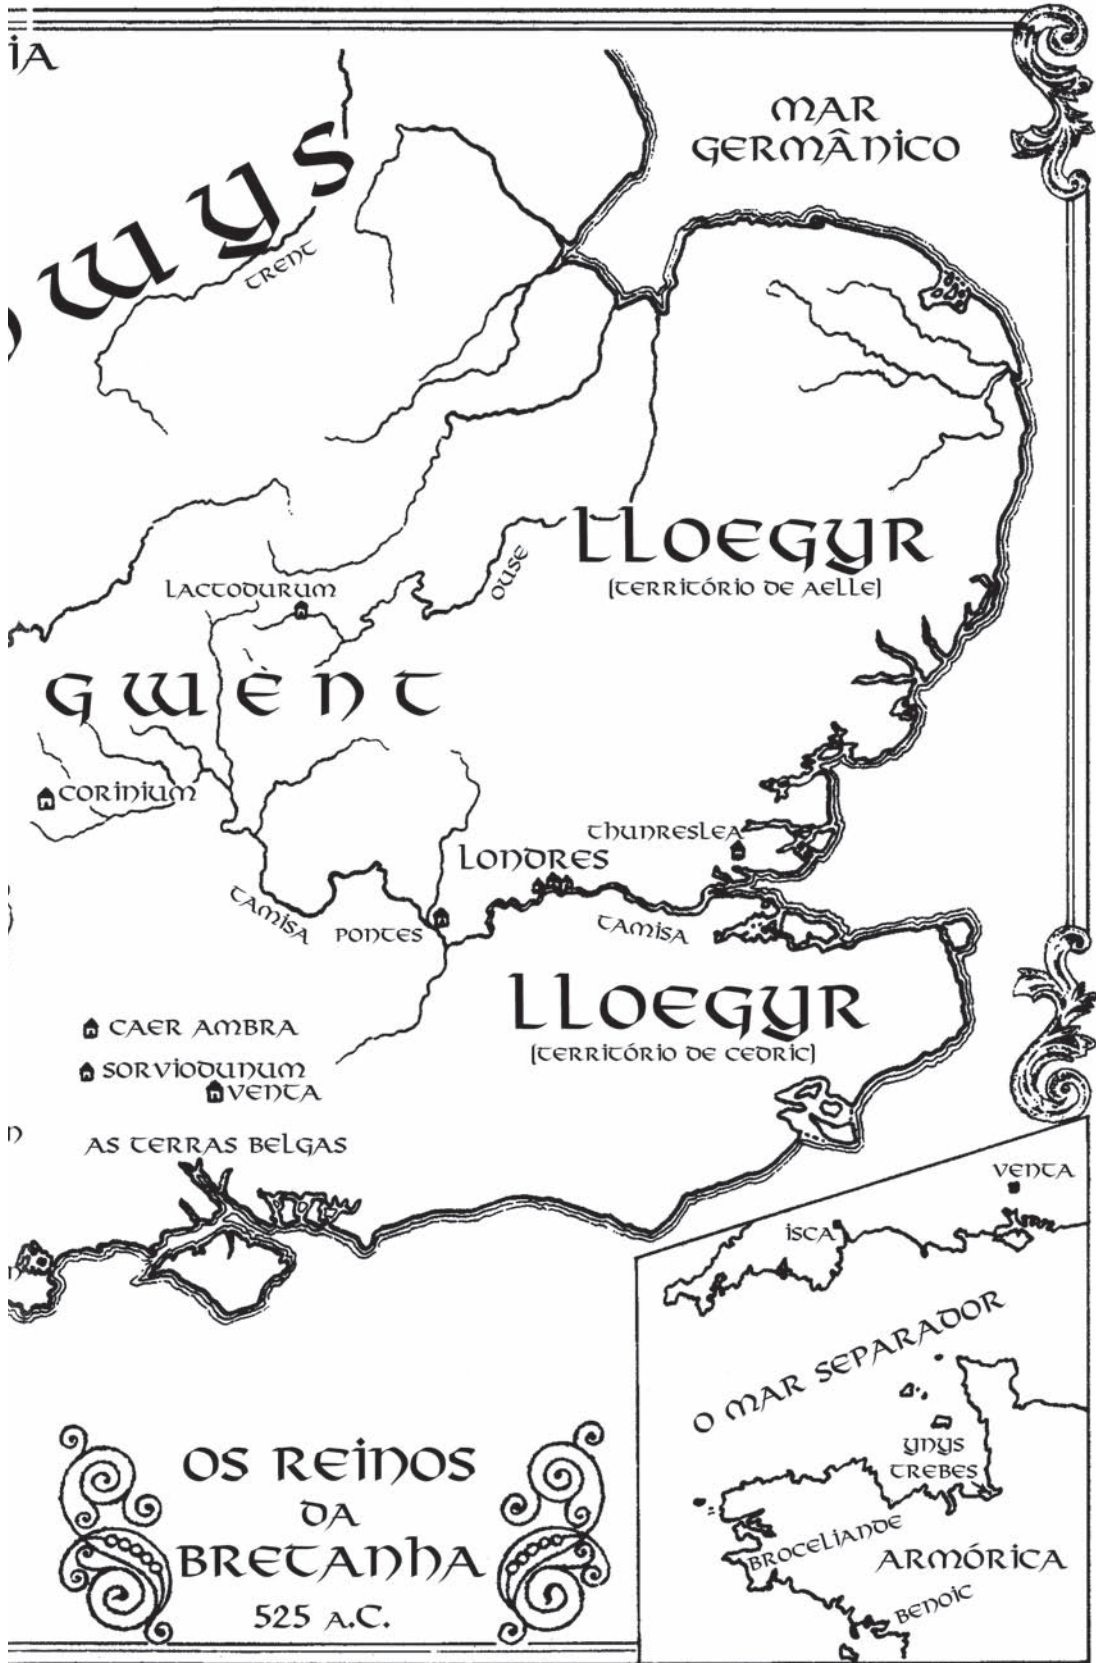 MAR
GERMÂNICO
TRENT
LLOEGYR
(TERRITÓRIO DE AELLE)
OUSE
LACTODURUM
GWÈNT
CORINIUM
THUNRESLEA
LONDRES
TAMISA
PONTES
TAMISA
LLOEGYR
(TERRITÓRIO DE CEDRIC)
CAER AMBRA
SORVIODUNUM
VENTA
AS TERRAS BELGAS
VENTA
ISCA
O MAR SEPARADOR
YNYS
TREBES
BROCELIANDE
ARMÓRICA
BENOIC
OS REINOS
DA
BRETANHA
525 A.C.